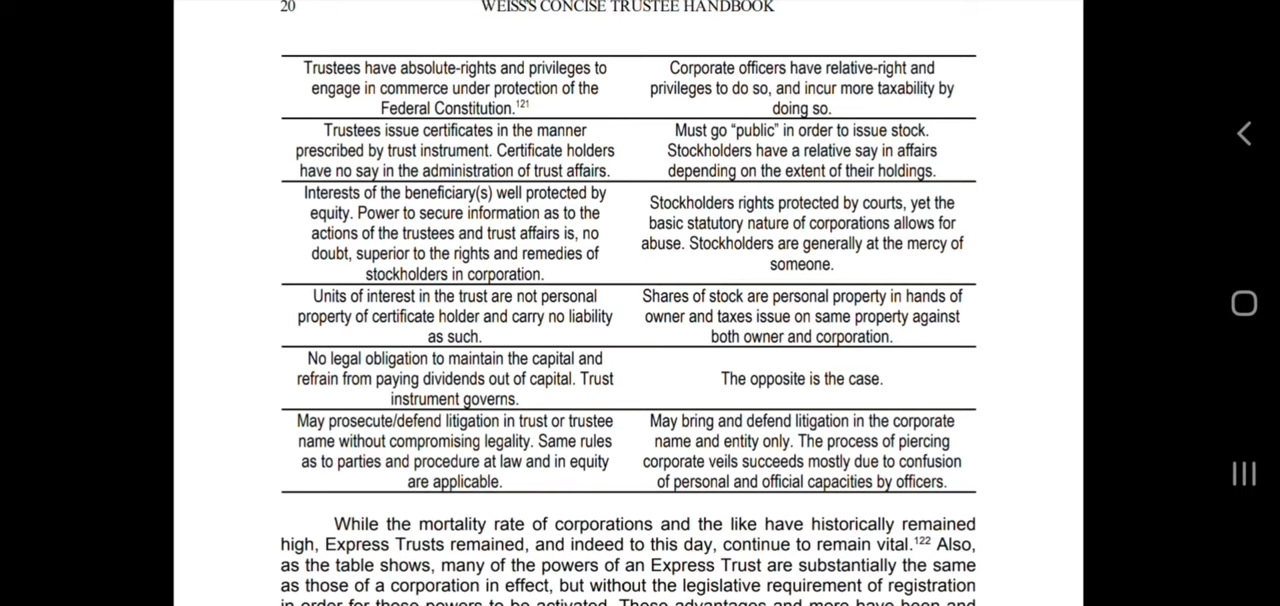 20 WEISS'S CONCISE TRUSTEE HANDBOOK
Trustees have absolute-rights and privileges to
engage in commerce under protection of the
Federal Constitution.121
Corporate officers have relative-right and
privileges to do so, and incur more taxability by
doing so.
Trustees issue certificates in the manner
prescribed by trust instrument. Certificate holders
have no say in the administration of trust affairs.
Must go “public” in order to issue stock.
Stockholders have a relative say in affairs
depending on the extent of their holdings.
Interests of the beneficiary(s) well protected by
equity. Power to secure information as to the
actions of the trustees and trust affairs is, no
doubt, superior to the rights and remedies of
stockholders in corporation.
Stockholders rights protected by courts, yet the
basic statutory nature of corporations allows for
abuse. Stockholders are generally at the mercy of
someone.
Units of interest in the trust are not personal
property of certificate holder and carry no liability
as such.
Shares of stock are personal property in hands of
owner and taxes issue on same property against
both owner and corporation.
No legal obligation to maintain the capital and
refrain from paying dividends out of capital. Trust
instrument governs.
The opposite is the case.
May prosecute/defend litigation in trust or trustee
name without compromising legality. Same rules
as to parties and procedure at law and in equity
are applicable.
May bring and defend litigation in the corporate
name and entity only. The process of piercing
corporate veils succeeds mostly due to confusion
of personal and official capacities by officers.
While the mortality rate of corporations and the like have historically remained
high, Express Trusts remained, and indeed to this day, continue to remain vital.122 Also,
as the table shows, many of the powers of an Express Trust are substantially the same
as those of a corporation in effect, but without the legislative requirement of registration
in order for these powers to be activated. These advantages and more have been and